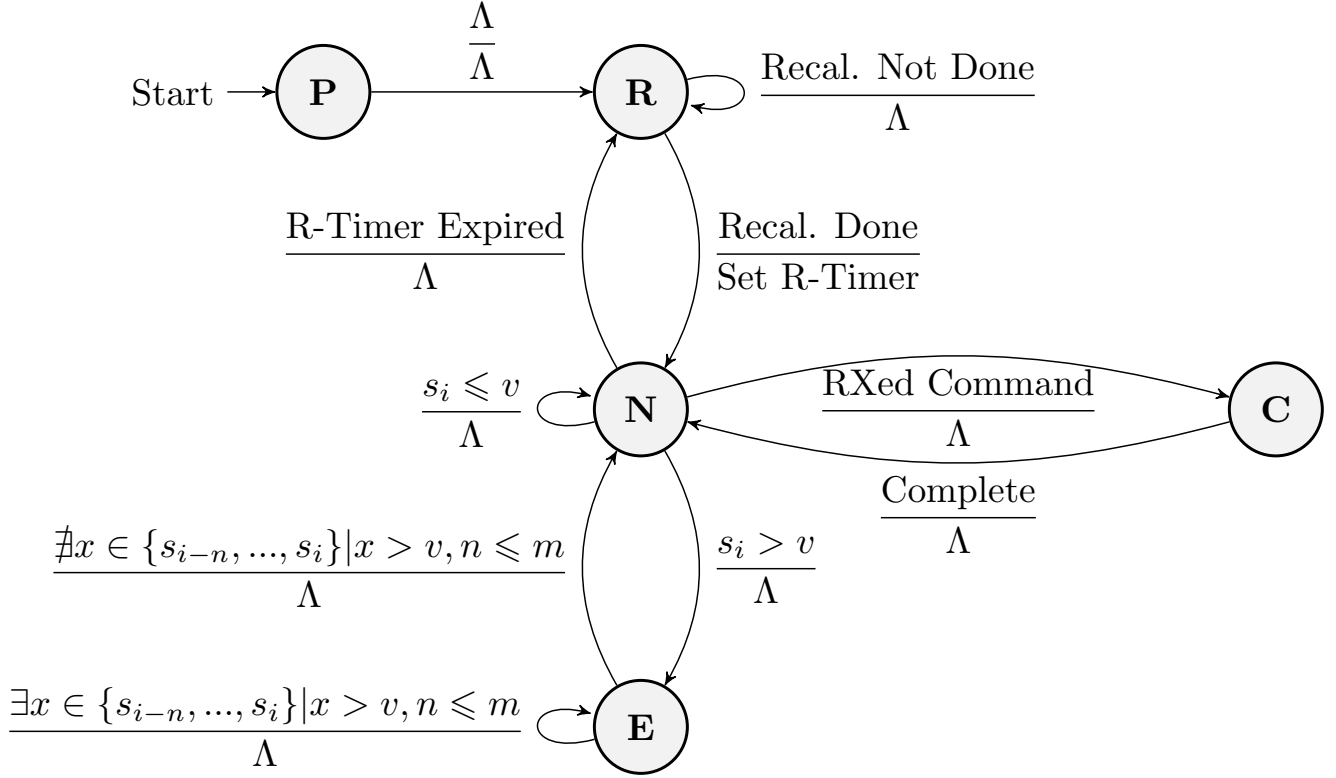 Λ
Λ
Start
P
R
Recal. Not Done
Λ
R-Timer Expired
Λ
Recal. Done
Set R-Timer
s_i ⩽ v
Λ
N
RXed Command
Λ
C
Complete
Λ
∄x ∈ {s_{i−n}, ..., s_i}|x > v, n ⩽ m
Λ
s_i > v
Λ
∃x ∈ {s_{i−n}, ..., s_i}|x > v, n ⩽ m
Λ
E